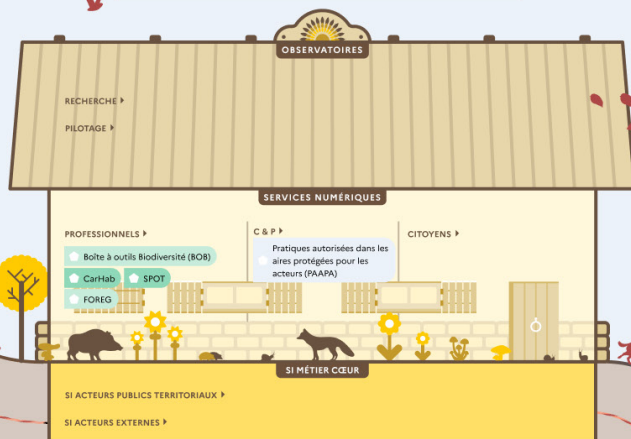 OBSERVATOIRES
RECHERCHE
PILOTAGE
SERVICES NUMÉRIQUES
PROFESSIONNELS
Boîte à outils Biodiversité (BOB)
CarHab
SPOT
FOREG
C & P
Pratiques autorisées dans les
aires protégées pour les
acteurs (PAAPA)
CITOYENS
SI MÉTIER CŒUR
SI ACTEURS PUBLICS TERRITORIAUX
SI ACTEURS EXTERNES